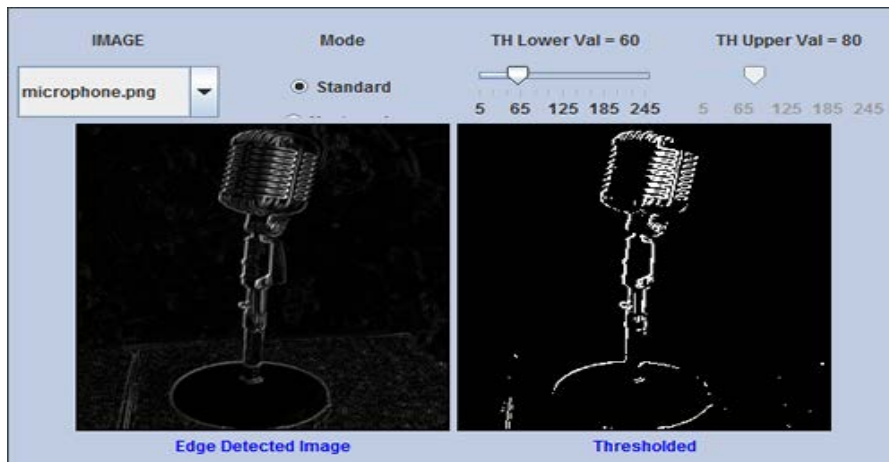 IMAGE
Mode
TH Lower Val = 60
TH Upper Val = 80
microphone.png
Standard
5 65 125 185 245
5 65 125 185 245
Edge Detected Image
Thresholded